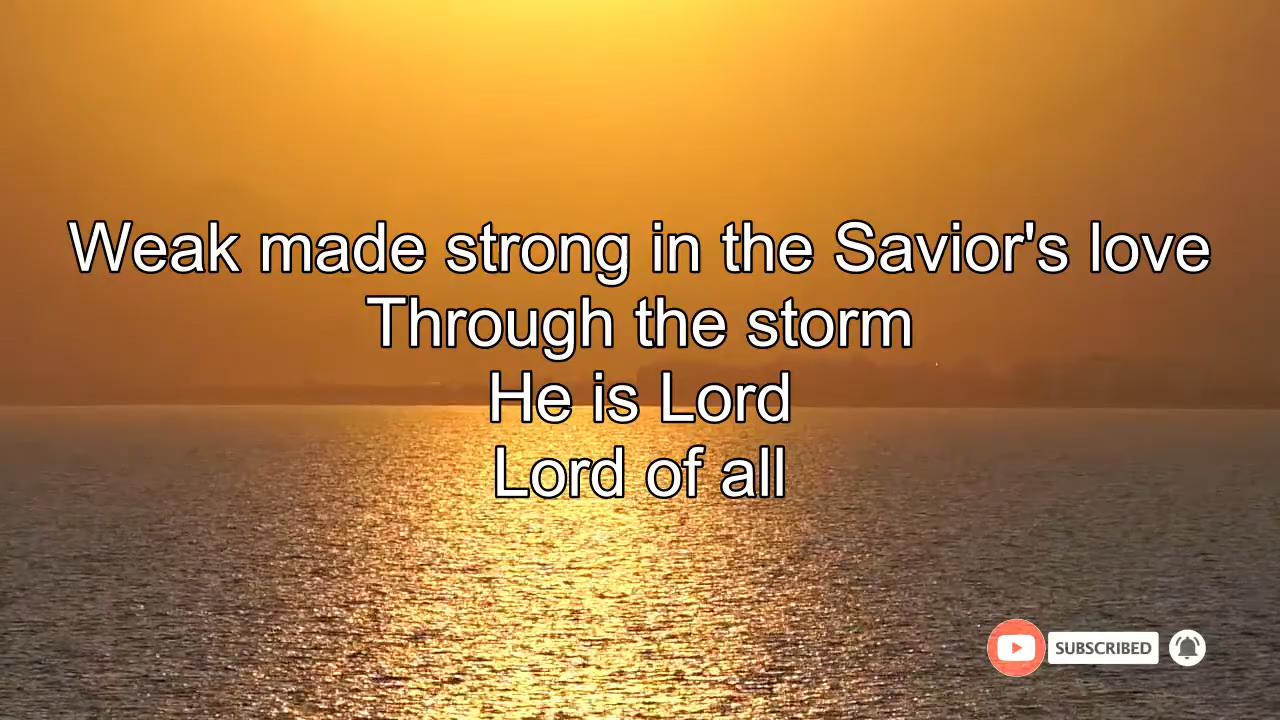 Weak made strong in the Savior's love
Through the storm
He is Lord
Lord of all
SUBSCRIBED